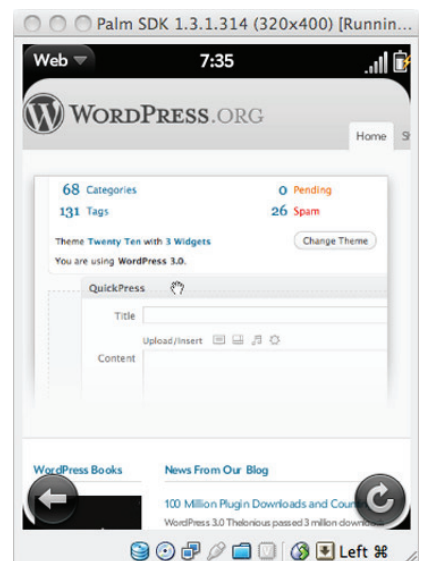 Palm SDK 1.3.1.314 (320x400) [Runnin...
Web 7:35
WORDPRESS.ORG
Home
68 Categories 0 Pending
131 Tags 26 Spam
Theme Twenty Ten with 3 Widgets Change Theme
You are using WordPress 3.0.
QuickPress
Title
Upload/Insert
Content
WordPress Books News From Our Blog
100 Million Plugin Downloads and
WordPress 3.0 Thelonious passed 3 million
Left ⌘